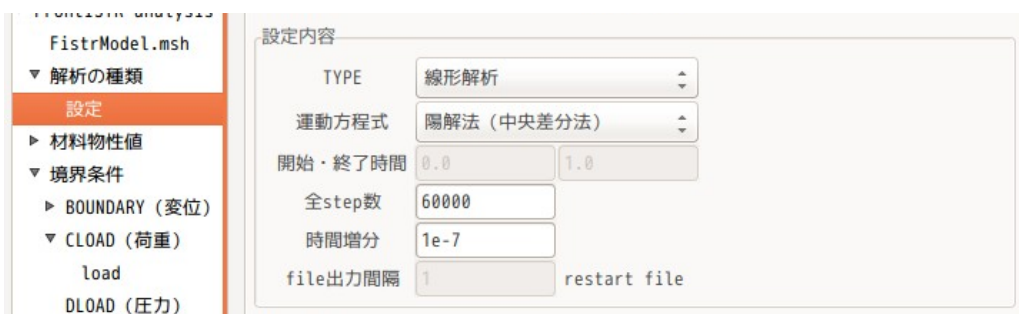 FrontISTR analysis
FistrModel.msh
解析の種類
設定
材料物性値
境界条件
BOUNDARY (変位)
CLOAD (荷重)
load
DLOAD (圧力)
設定内容
TYPE 線形解析
運動方程式 陽解法 (中央差分法)
開始・終了時間 0.0 1.0
全step数 60000
時間増分 1e-7
file出力間隔 1 restart file